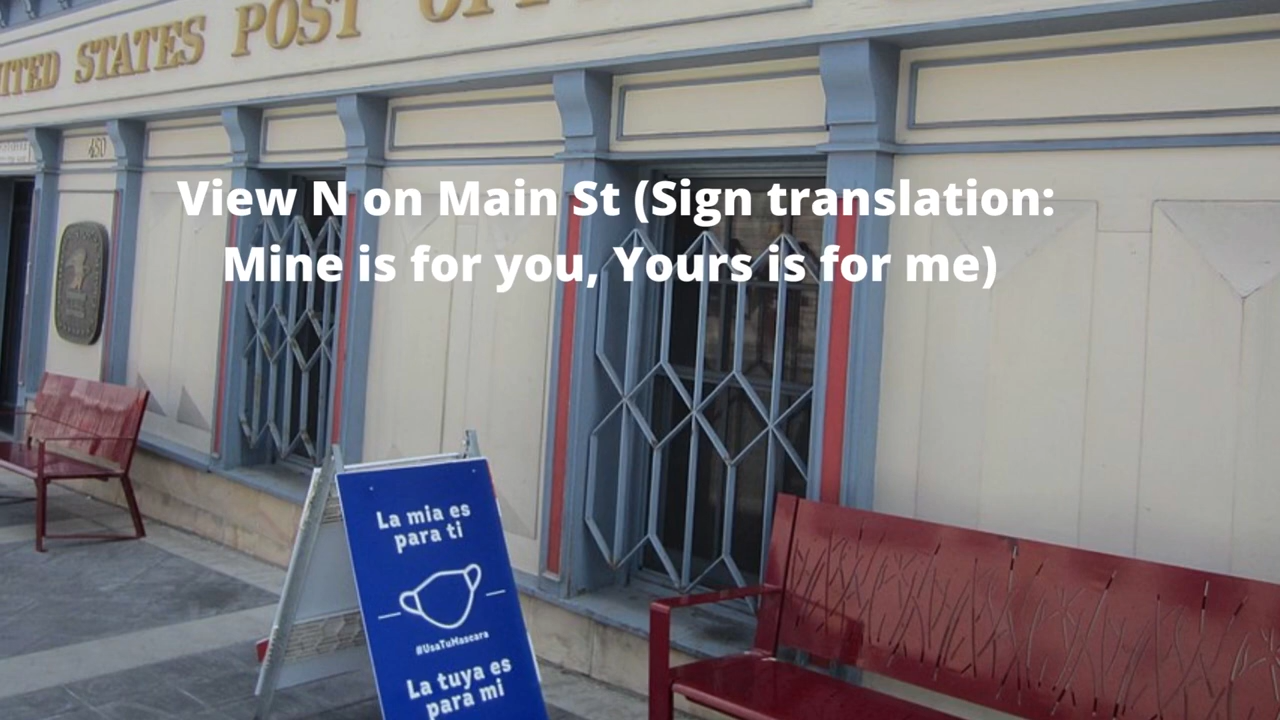 ITED STATES POST
480
View N on Main St (Sign translation:
Mine is for you, Yours is for me)
La mia es
para ti
#UsaTuMascara
La tuya es
para mi